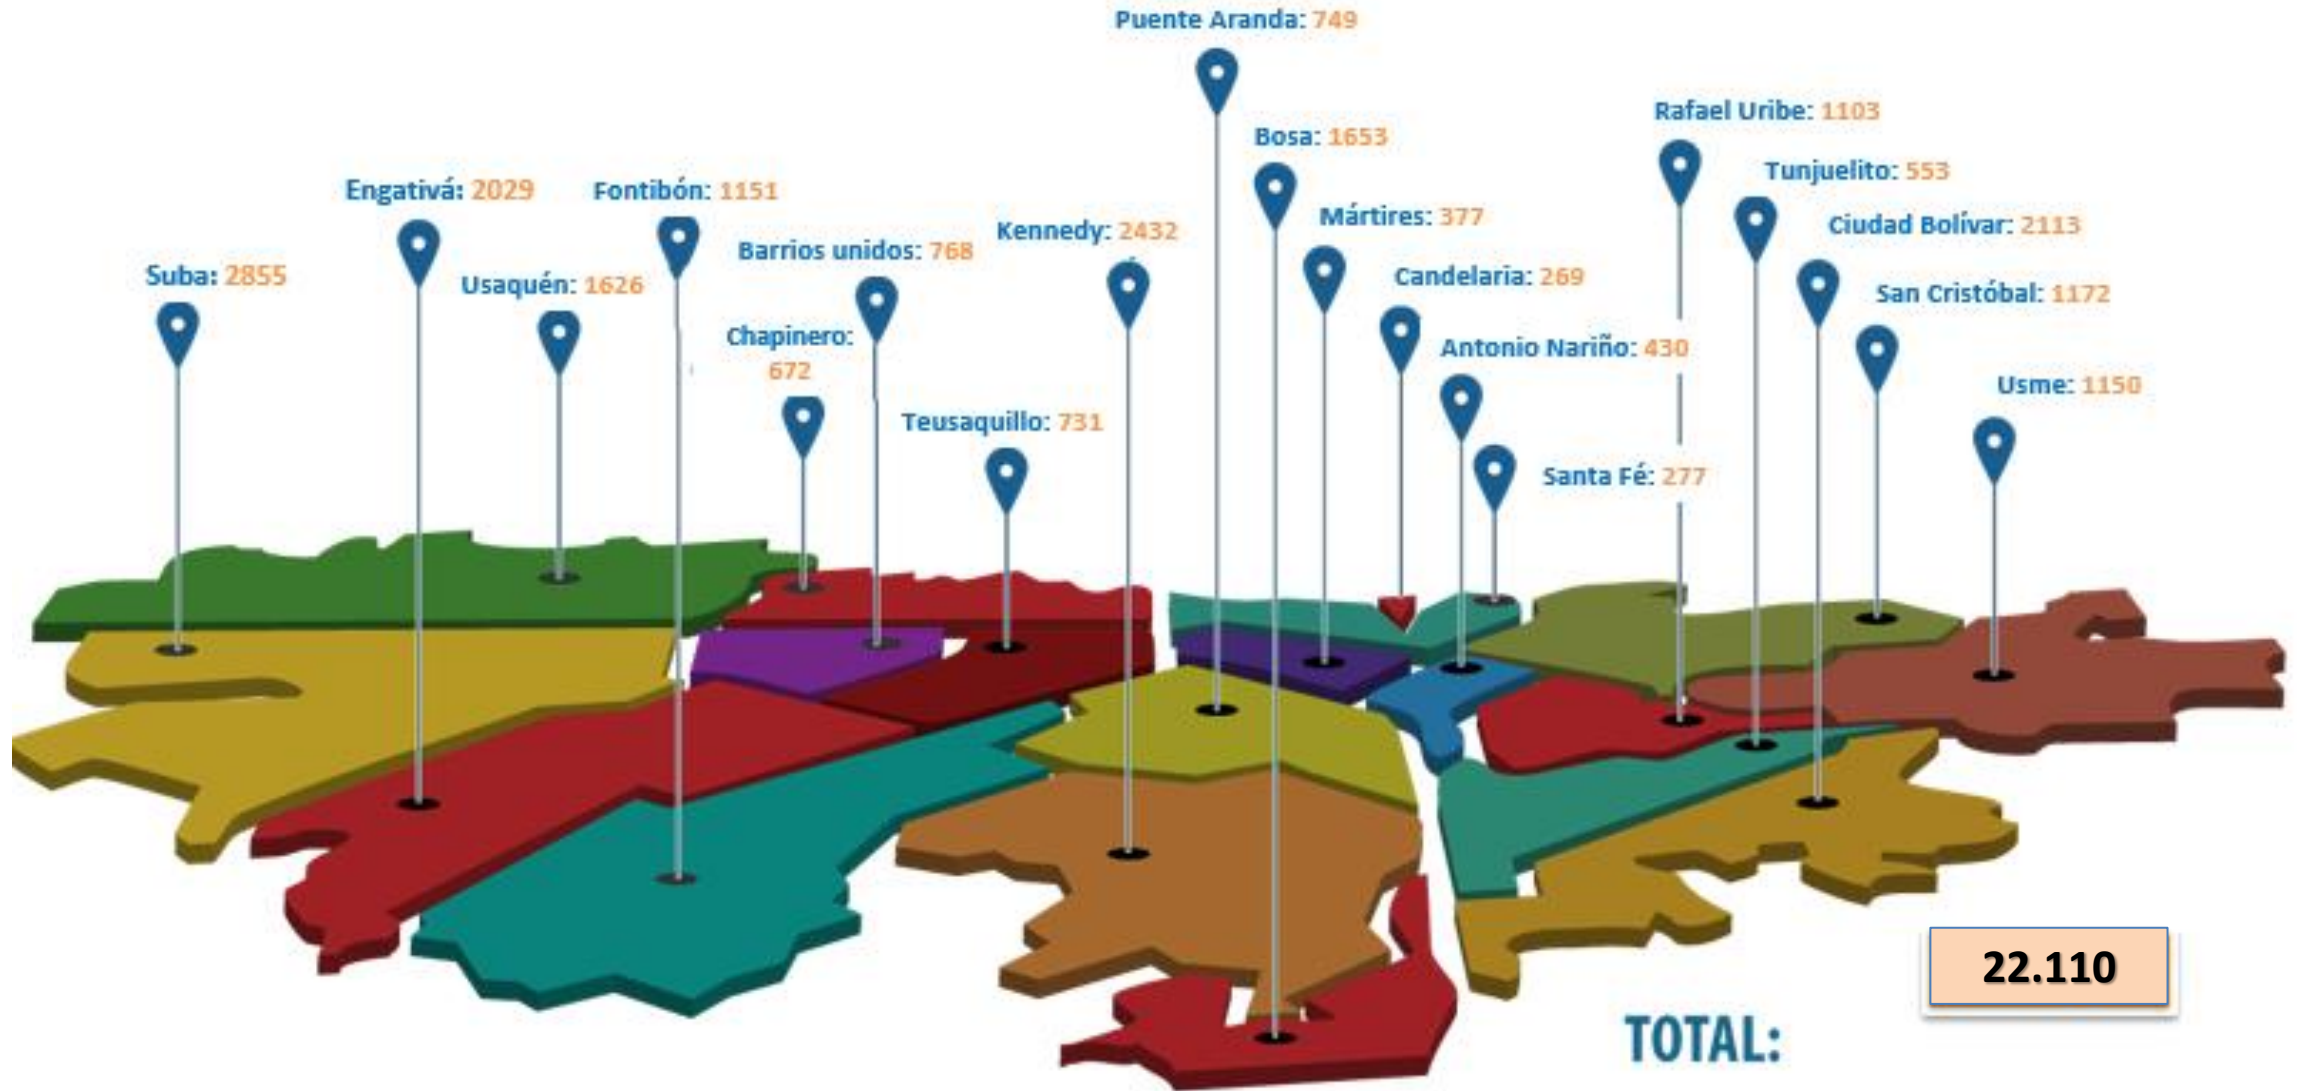 Puente Aranda: 749
Rafael Uribe: 1103
Bosa: 1653
Tunjuelito: 553
Engativá: 2029
Fontibón: 1151
Mártires: 377
Ciudad Bolívar: 2113
Kennedy: 2432
Barrios unidos: 768
Suba: 2855
Usaquén: 1626
Candelaria: 269
San Cristóbal: 1172
Chapinero:
672
Antonio Nariño: 430
Usme: 1150
Teusaquillo: 731
Santa Fé: 277
22.110
TOTAL: